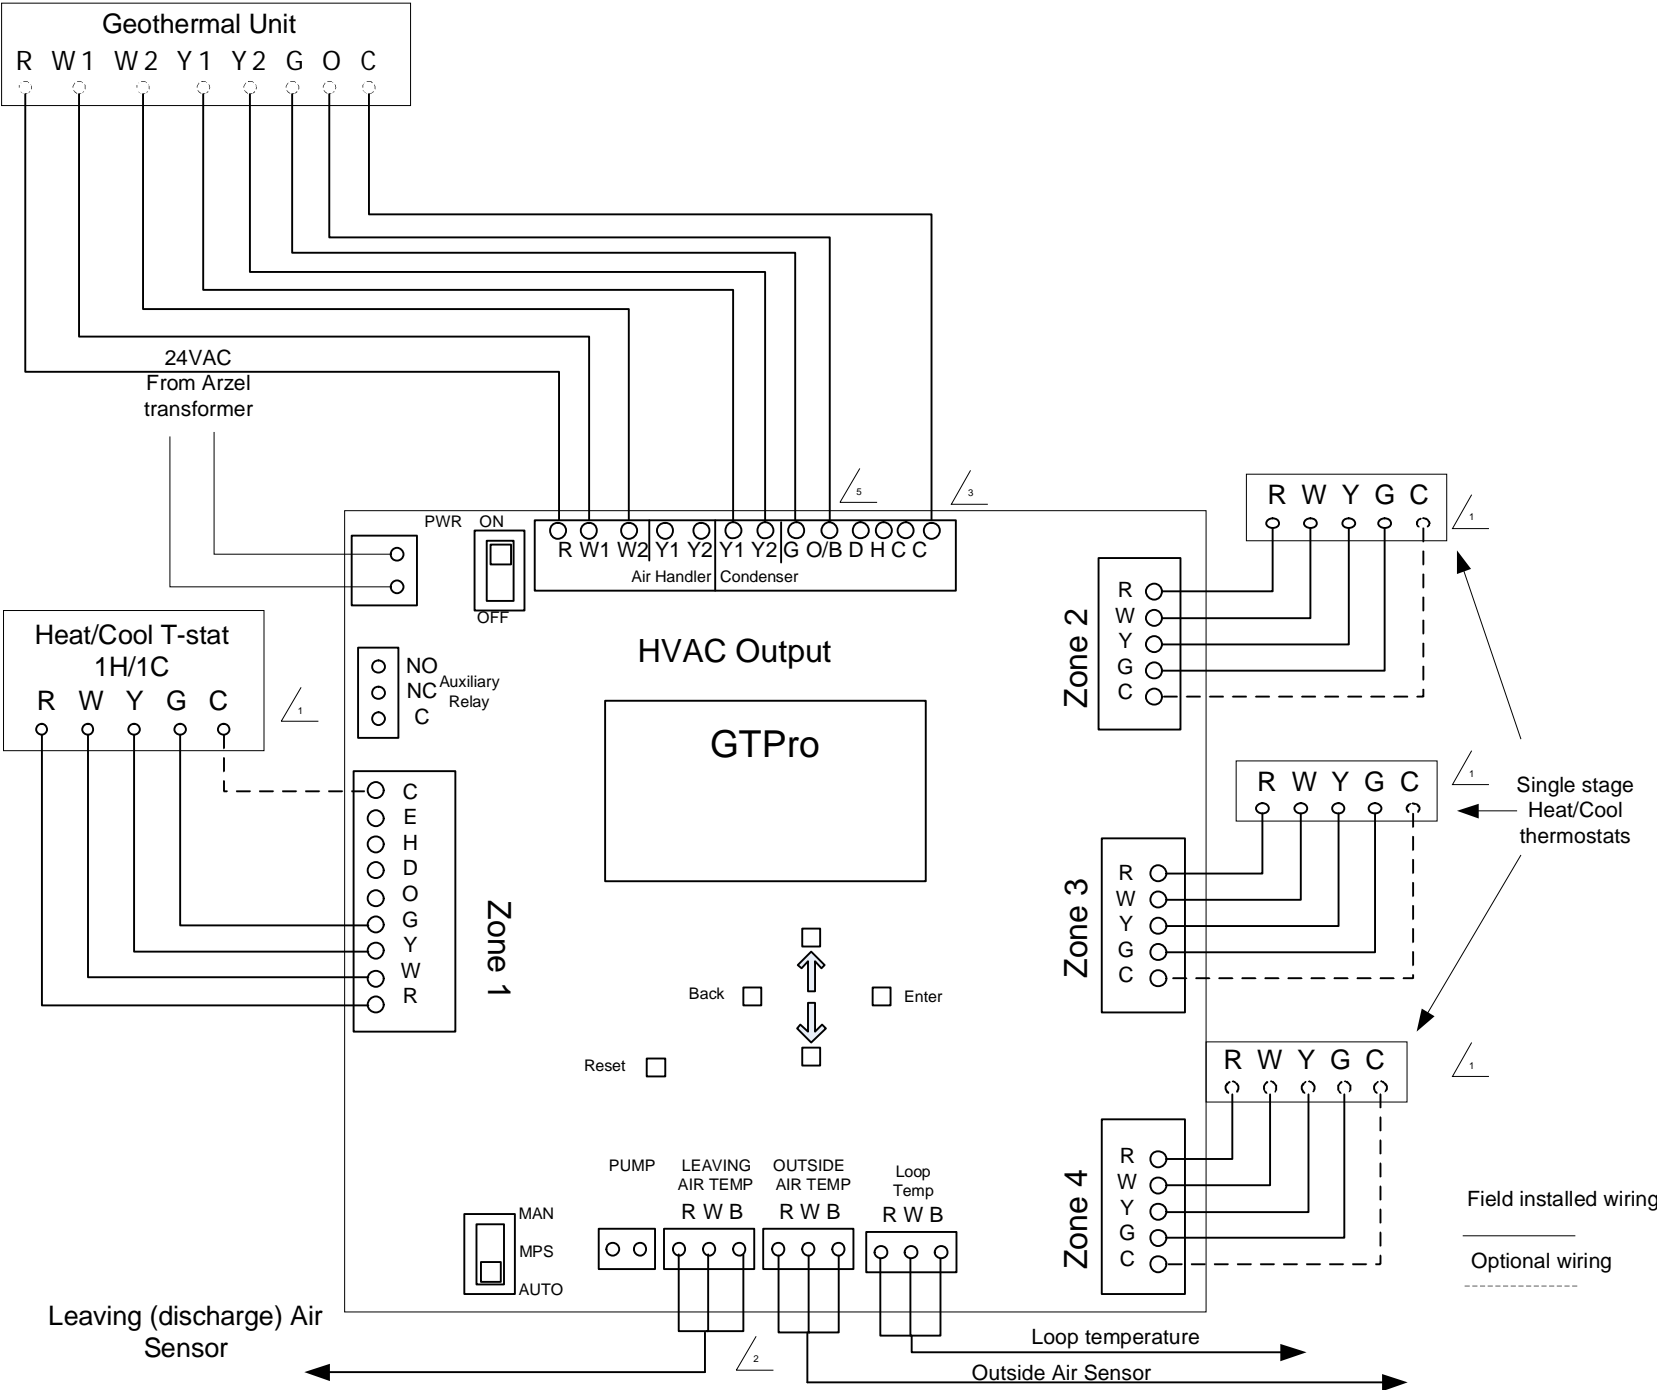 Geothermal Unit
R W1 W2 Y1 Y2 G O C
24VAC
From Arzel
transformer
5
3
PWR ON
OFF
R W1 W2 Y1 Y2 Y1 Y2 G O/B D H C C
Air Handler Condenser
HVAC Output
GTPro
Heat/Cool T-stat
1H/1C
R W Y G C
1
NO
NC
C
Auxiliary
Relay
C
E
H
D
O
G
Y
W
R
Zone 1
R W Y G C
1
Zone 2
R
W
Y
G
C
R W Y G C
1
Zone 3
R
W
Y
G
C
Single stage
Heat/Cool
thermostats
R W Y G C
1
Zone 4
R
W
Y
G
C
Back
Enter
Reset
PUMP
LEAVING
AIR TEMP
R W B
OUTSIDE
AIR TEMP
R W B
Loop
Temp
R W B
MAN
MPS
AUTO
Field installed wiring
Optional wiring
Leaving (discharge) Air
Sensor
2
Loop temperature
Outside Air Sensor